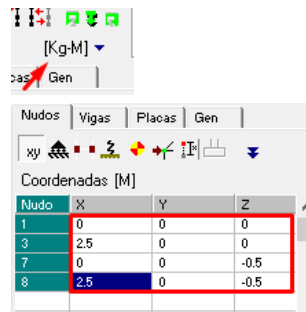 [Kg-M]
cas Gen
Nudos Vigas Placas Gen
xy
Coordenadas [M]
Nudo X Y Z
1 0 0 0
3 2.5 0 0
7 0 0 -0.5
8 2.5 0 -0.5